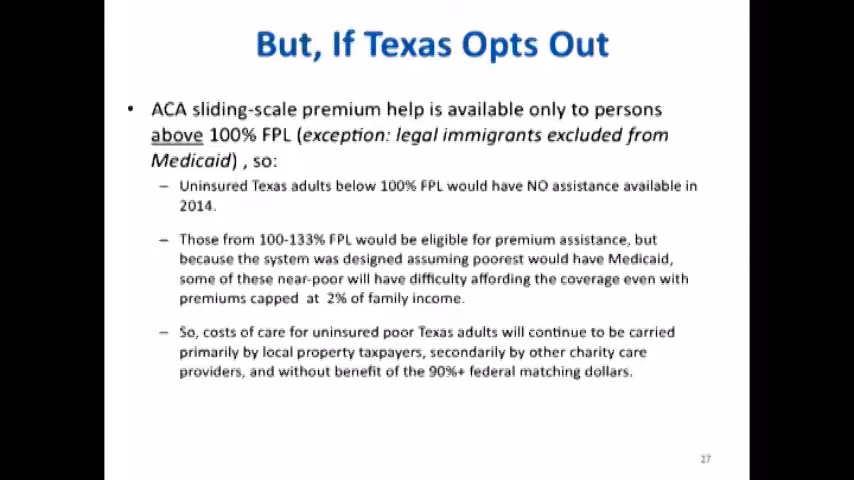 But, If Texas Opts Out
• ACA sliding-scale premium help is available only to persons
above 100% FPL (exception: legal immigrants excluded from
Medicaid) , so:
– Uninsured Texas adults below 100% FPL would have NO assistance available in
2014.
– Those from 100-133% FPL would be eligible for premium assistance, but
because the system was designed assuming poorest would have Medicaid,
some of these near-poor will have difficulty affording the coverage even with
premiums capped at 2% of family income.
– So, costs of care for uninsured poor Texas adults will continue to be carried
primarily by local property taxpayers, secondarily by other charity care
providers, and without benefit of the 90%+ federal matching dollars.
27